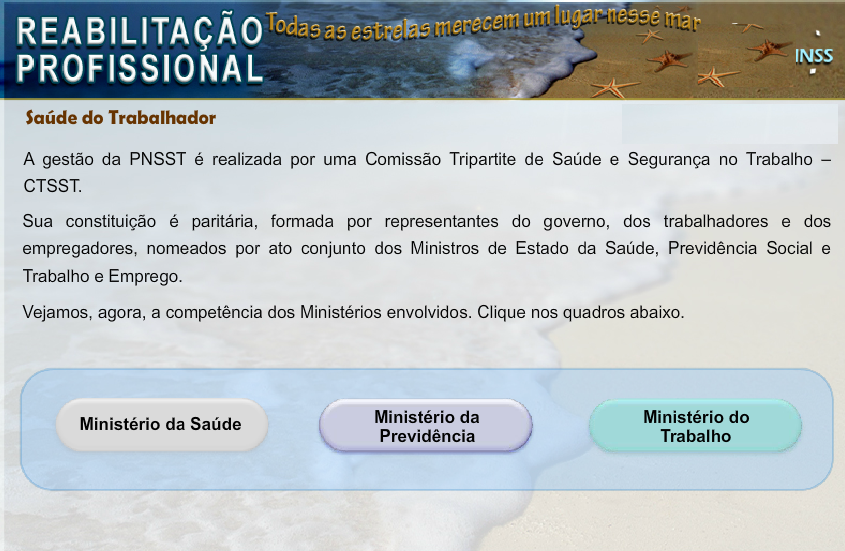 REABILITAÇÃO
PROFISSIONAL
Todas as estrelas merecem um lugar nesse mar
INSS
Saúde do Trabalhador
A gestão da PNSST é realizada por uma Comissão Tripartite de Saúde e Segurança no Trabalho –
CTSST.
Sua constituição é paritária, formada por representantes do governo, dos trabalhadores e dos
empregadores, nomeados por ato conjunto dos Ministros de Estado da Saúde, Previdência Social e
Trabalho e Emprego.
Vejamos, agora, a competência dos Ministérios envolvidos. Clique nos quadros abaixo.
Ministério da Saúde
Ministério da
Previdência
Ministério do
Trabalho